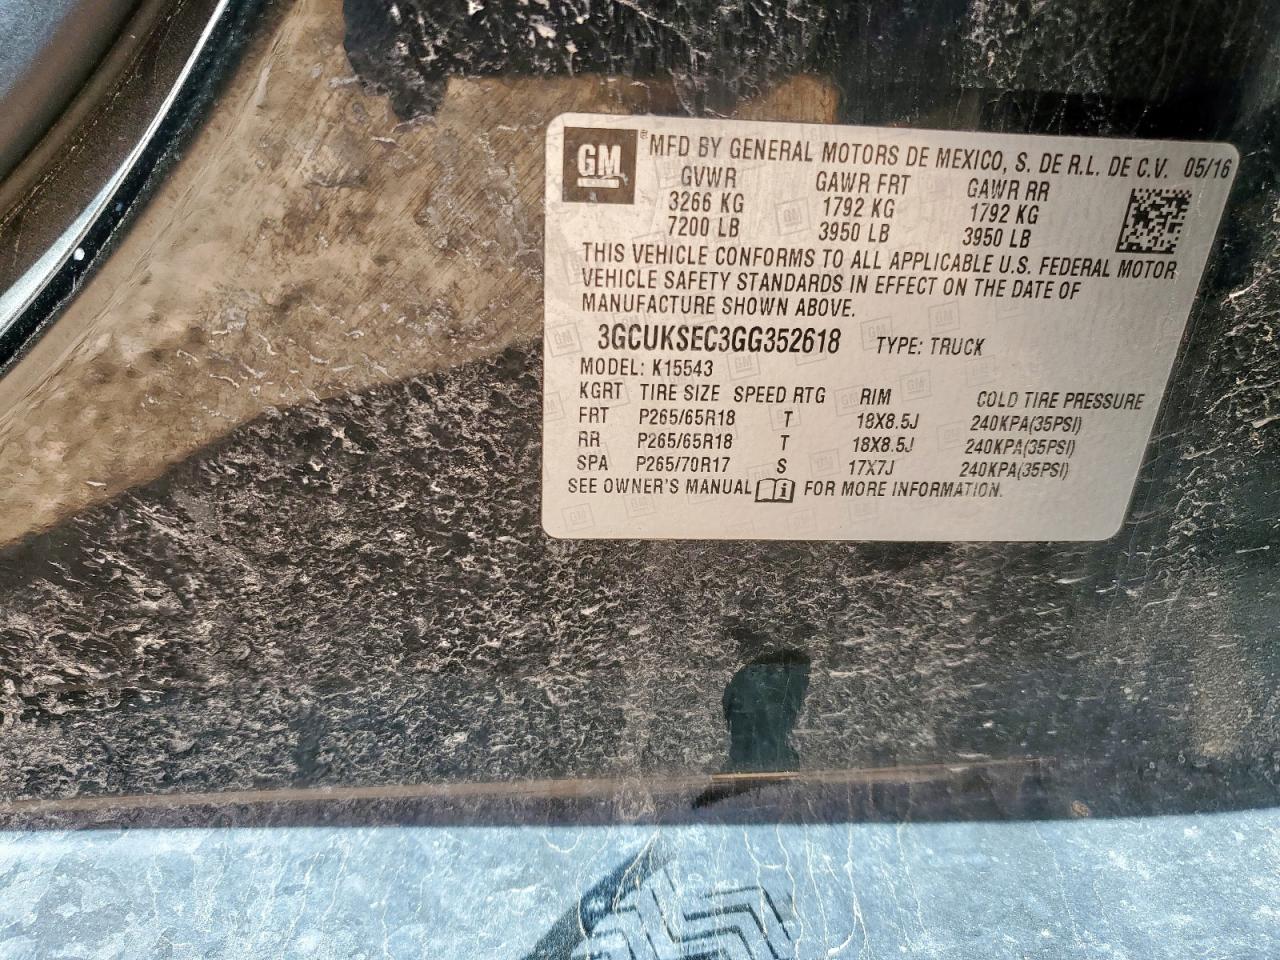 GM ® MFD BY GENERAL MOTORS DE MEXICO, S. DE R.L. DE C.V. 05/16
GVWR GAWR FRT GAWR RR
3266 KG 1792 KG 1792 KG
7200 LB 3950 LB 3950 LB
THIS VEHICLE CONFORMS TO ALL APPLICABLE U.S. FEDERAL MOTOR
VEHICLE SAFETY STANDARDS IN EFFECT ON THE DATE OF
MANUFACTURE SHOWN ABOVE.
3GCUKSEC3GG352618 TYPE: TRUCK
MODEL: K15543
KGRT TIRE SIZE SPEED RTG RIM COLD TIRE PRESSURE
FRT P265/65R18 T 18X8.5J 240KPA(35PSI)
RR P265/65R18 T 18X8.5J 240KPA(35PSI)
SPA P265/70R17 S 17X7J 240KPA(35PSI)
SEE OWNER'S MANUAL i FOR MORE INFORMATION.